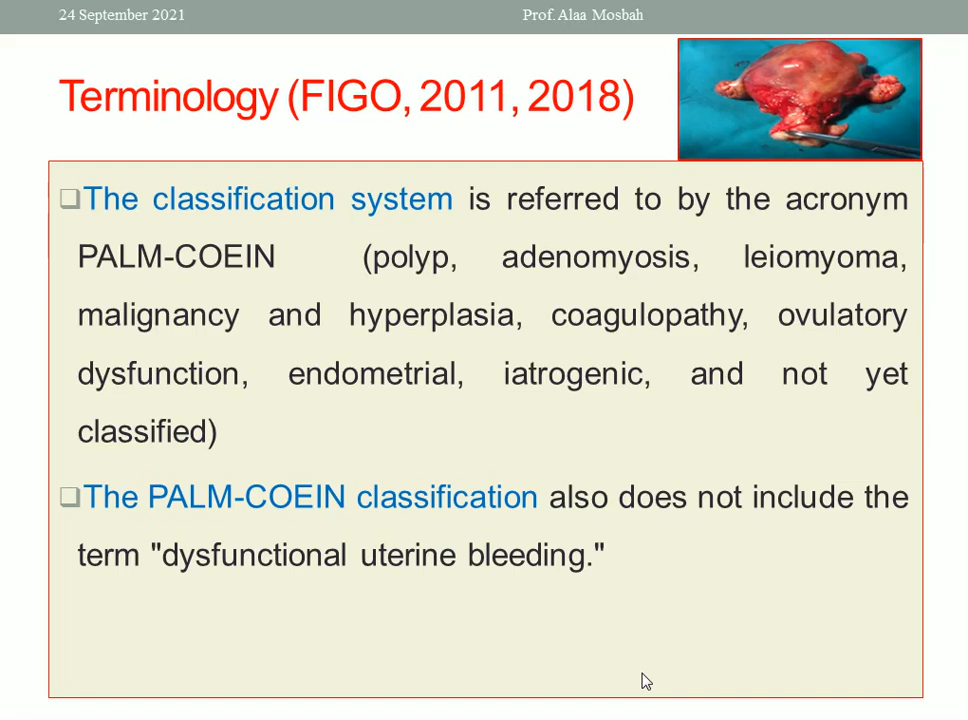 24 September 2021
Prof. Alaa Mosbah
Terminology (FIGO, 2011, 2018)
The classification system is referred to by the acronym
PALM-COEIN (polyp, adenomyosis, leiomyoma,
malignancy and hyperplasia, coagulopathy, ovulatory
dysfunction, endometrial, iatrogenic, and not yet
classified)
The PALM-COEIN classification also does not include the
term "dysfunctional uterine bleeding."